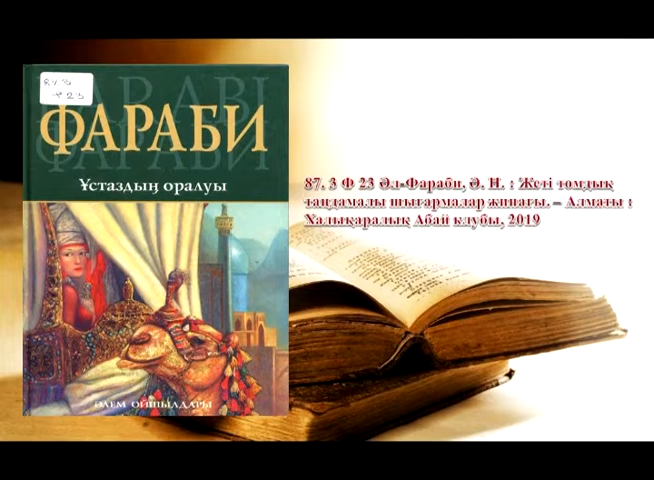 ФАРАБИ
Ұстаздың оралуы
ӘЛЕМ ОЙШЫЛДАРЫ
87. 3 Ф 23 Әл-Фараби, Ә. Н. : Жеті томдық
таңдамалы шығармалар жинағы. – Алматы :
Халықаралық Абай клубы, 2019